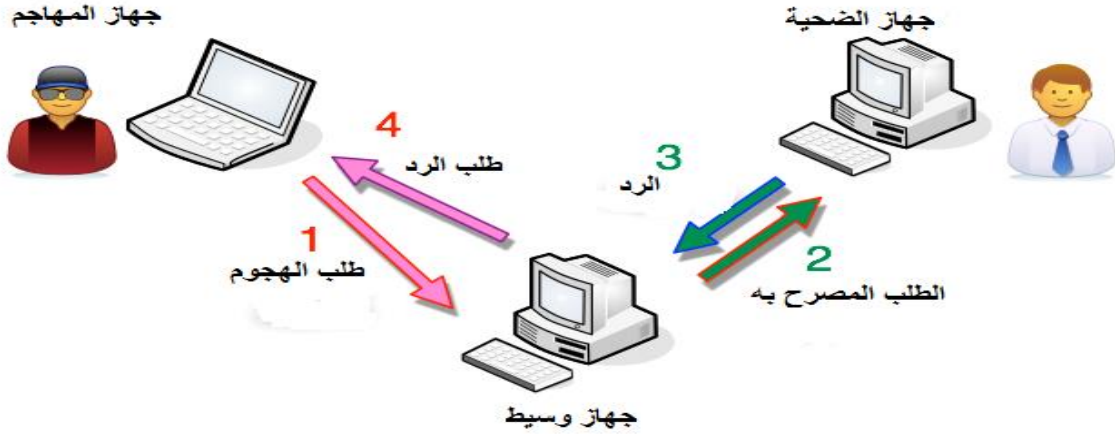 جهاز المهاجم
جهاز الضحية
4
طلب الرد
3
الرد
1
طلب الهجوم
2
الطلب المصرح به
جهاز وسيط